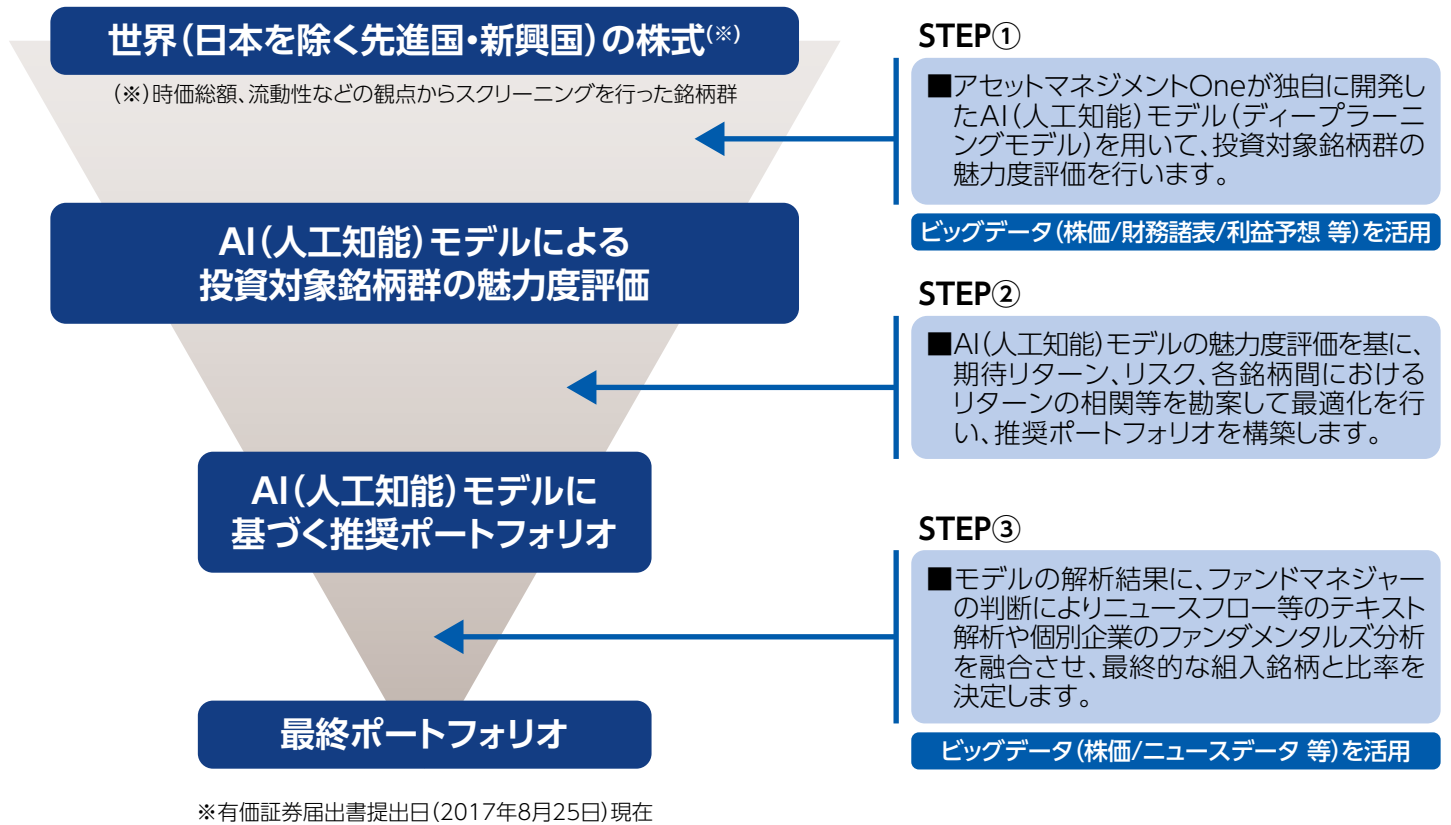 世界(日本を除く先進国・新興国)の株式(※)
(※)時価総額、流動性などの観点からスクリーニングを行った銘柄群
STEP①
■アセットマネジメントOneが独自に開発し
たAI(人工知能)モデル(ディープラーニ
ングモデル)を用いて、投資対象銘柄群の
魅力度評価を行います。
ビッグデータ(株価/財務諸表/利益予想 等)を活用
AI(人工知能)モデルによる
投資対象銘柄群の魅力度評価
STEP②
■AI(人工知能)モデルの魅力度評価を基に、
期待リターン、リスク、各銘柄間における
リターンの相関等を勘案して最適化を行
い、推奨ポートフォリオを構築します。
AI(人工知能)モデルに
基づく推奨ポートフォリオ
STEP③
■モデルの解析結果に、ファンドマネジャー
の判断によりニュースフロー等のテキスト
解析や個別企業のファンダメンタルズ分析
を融合させ、最終的な組入銘柄と比率を
決定します。
ビッグデータ(株価/ニュースデータ 等)を活用
最終ポートフォリオ
※有価証券届出書提出日(2017年8月25日)現在